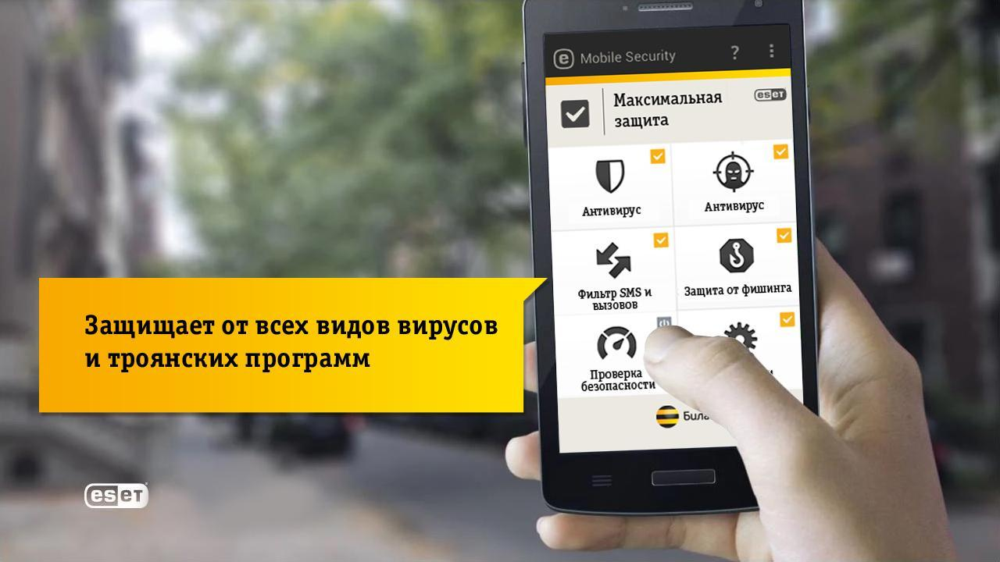 Mobile Security
?
Максимальная
защита
eset
Антивирус
Антивирус
Фильтр SMS и
вызовов
Защита от фишинга
Проверка
безопасности
Защищает от всех видов вирусов
и троянских программ
eset